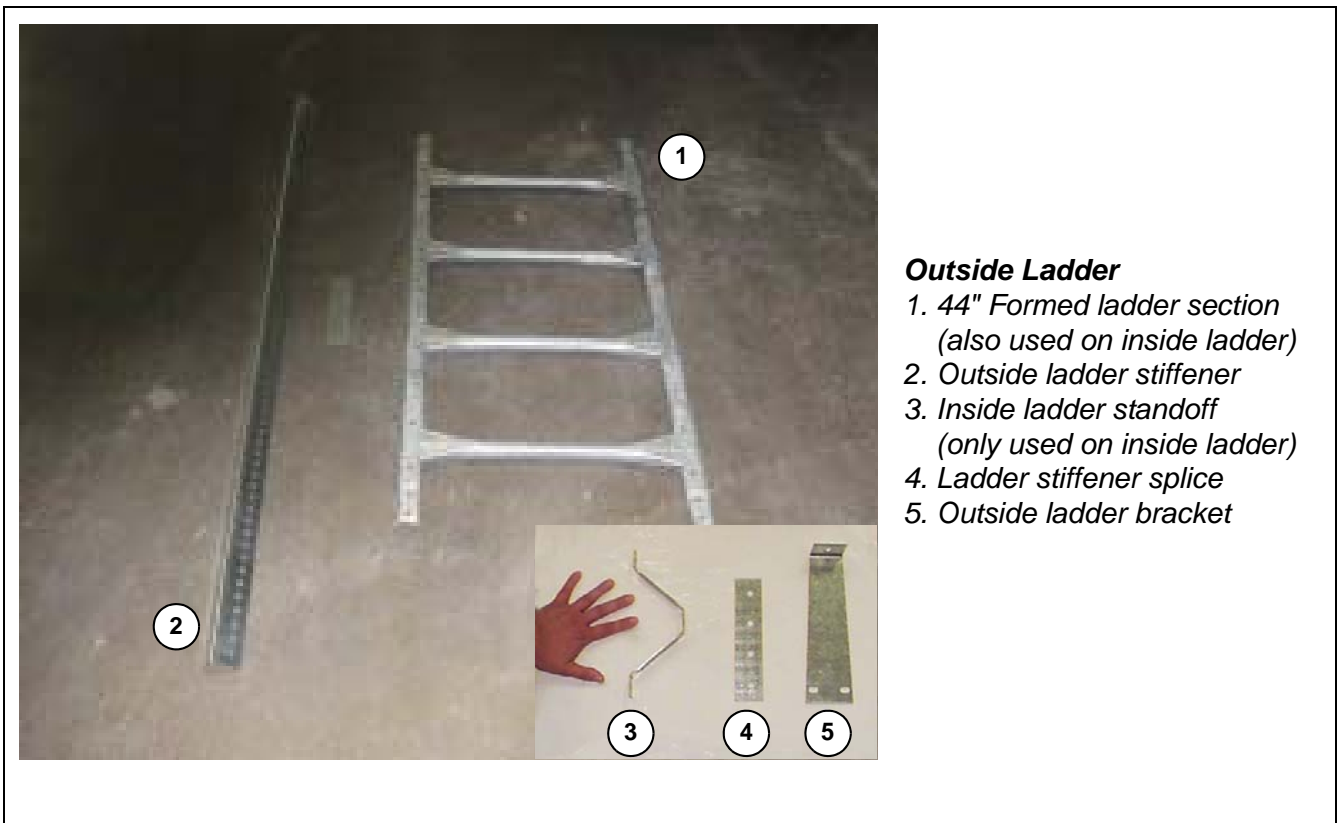 1
2
3
4
5
Outside Ladder
1. 44" Formed ladder section
(also used on inside ladder)
2. Outside ladder stiffener
3. Inside ladder standoff
(only used on inside ladder)
4. Ladder stiffener splice
5. Outside ladder bracket